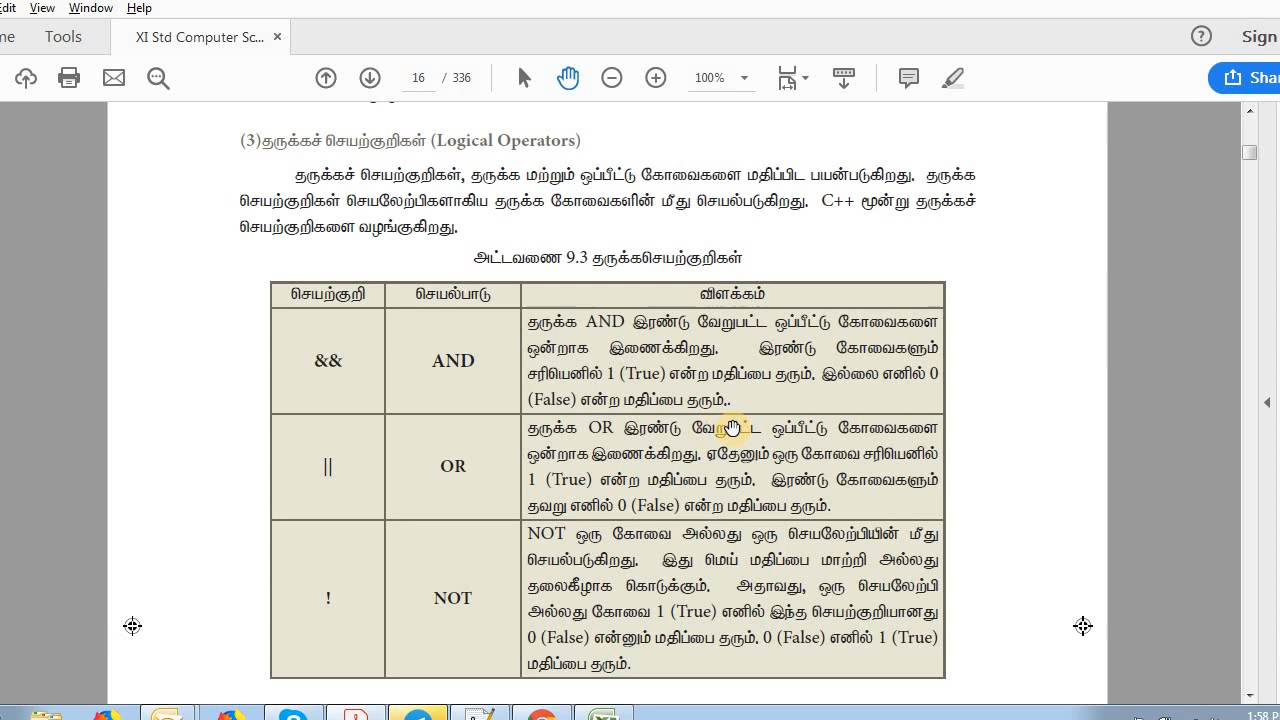 Edit View Window Help
Tools XI Std Computer Sc... ×
? Sign
16 / 336 100% Shar
(3)தருக்கச் செயற்குறிகள் (Logical Operators)
தருக்கச் செயற்குறிகள், தருக்க மற்றும் ஒப்பீட்டு கோவைகளை மதிப்பிட பயன்படுகிறது. தருக்க
செயற்குறிகள் செயலேற்பிகளாகிய தருக்க கோவைகளின் மீது செயல்படுகிறது. C++ மூன்று தருக்கச்
செயற்குறிகளை வழங்குகிறது.
அட்டவணை 9.3 தருக்கசெயற்குறிகள்
செயற்குறி செயல்பாடு விளக்கம்
&& AND
தருக்க AND இரண்டு வேறுபட்ட ஒப்பீட்டு கோவைகளை
ஒன்றாக இணைக்கிறது. இரண்டு கோவைகளும்
சரியெனில் 1 (True) என்ற மதிப்பை தரும். இல்லை எனில் 0
(False) என்ற மதிப்பை தரும்..
|| OR
தருக்க OR இரண்டு வேறுபட்ட ஒப்பீட்டு கோவைகளை
ஒன்றாக இணைக்கிறது. ஏதேனும் ஒரு கோவை சரியெனில்
1 (True) என்ற மதிப்பை தரும். இரண்டு கோவைகளும்
தவறு எனில் 0 (False) என்ற மதிப்பை தரும்.
! NOT
NOT ஒரு கோவை அல்லது ஒரு செயலேற்பியின் மீது
செயல்படுகிறது. இது மெய் மதிப்பை மாற்றி அல்லது
தலைகீழாக கொடுக்கும். அதாவது, ஒரு செயலேற்பி
அல்லது கோவை 1 (True) எனில் இந்த செயற்குறியானது
0 (False) என்னும் மதிப்பை தரும். 0 (False) எனில் 1 (True)
மதிப்பை தரும்.
1:58 P